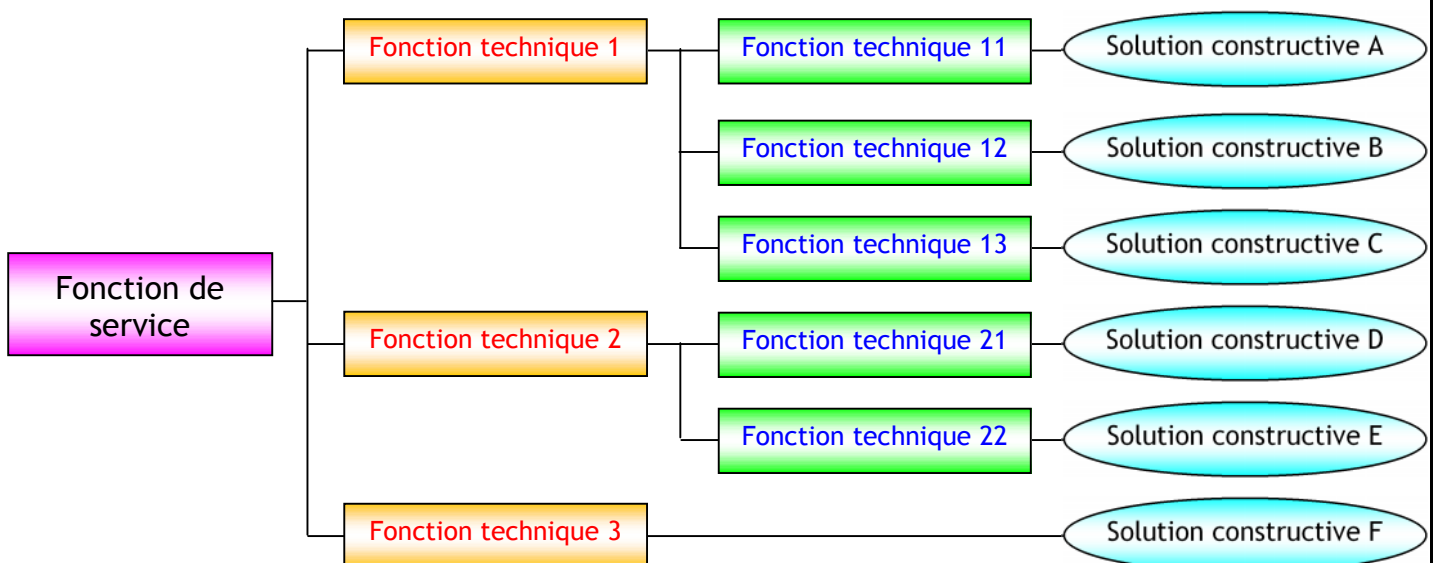 Fonction technique 1
Fonction technique 11
Solution constructive A
Fonction technique 12
Solution constructive B
Fonction technique 13
Solution constructive C
Fonction de
service
Fonction technique 2
Fonction technique 21
Solution constructive D
Fonction technique 22
Solution constructive E
Fonction technique 3
Solution constructive F